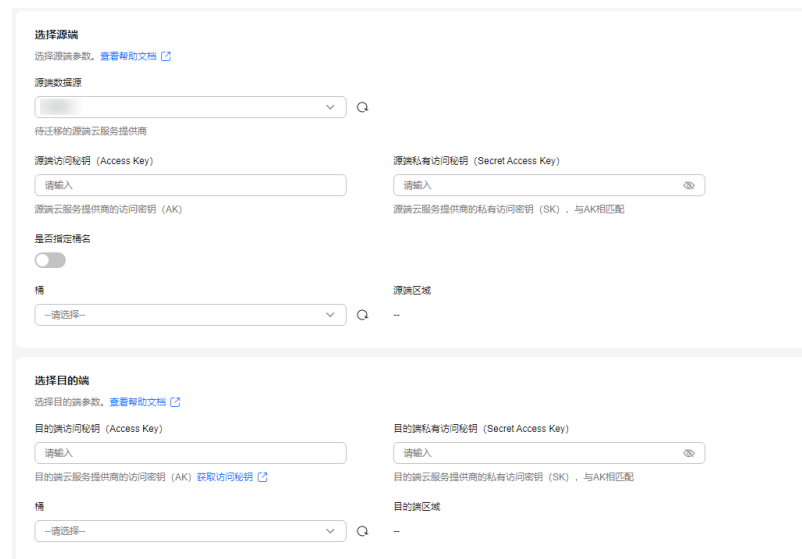 选择源端
选择源端参数。查看帮助文档
源端数据源
待迁移的源端云服务提供商
源端访问秘钥（Access Key） 源端私有访问秘钥（Secret Access Key）
请输入 请输入
源端云服务提供商的访问密钥（AK） 源端云服务提供商的私有访问密钥（SK），与AK相匹配
是否指定桶名
桶 源端区域
--请选择-- --
选择目的端
选择目的端参数。查看帮助文档
目的端访问秘钥（Access Key） 目的端私有访问秘钥（Secret Access Key）
请输入 请输入
目的端云服务提供商的访问密钥（AK）获取访问秘钥 目的端云服务提供商的私有访问密钥（SK），与AK相匹配
桶 目的端区域
--请选择-- --